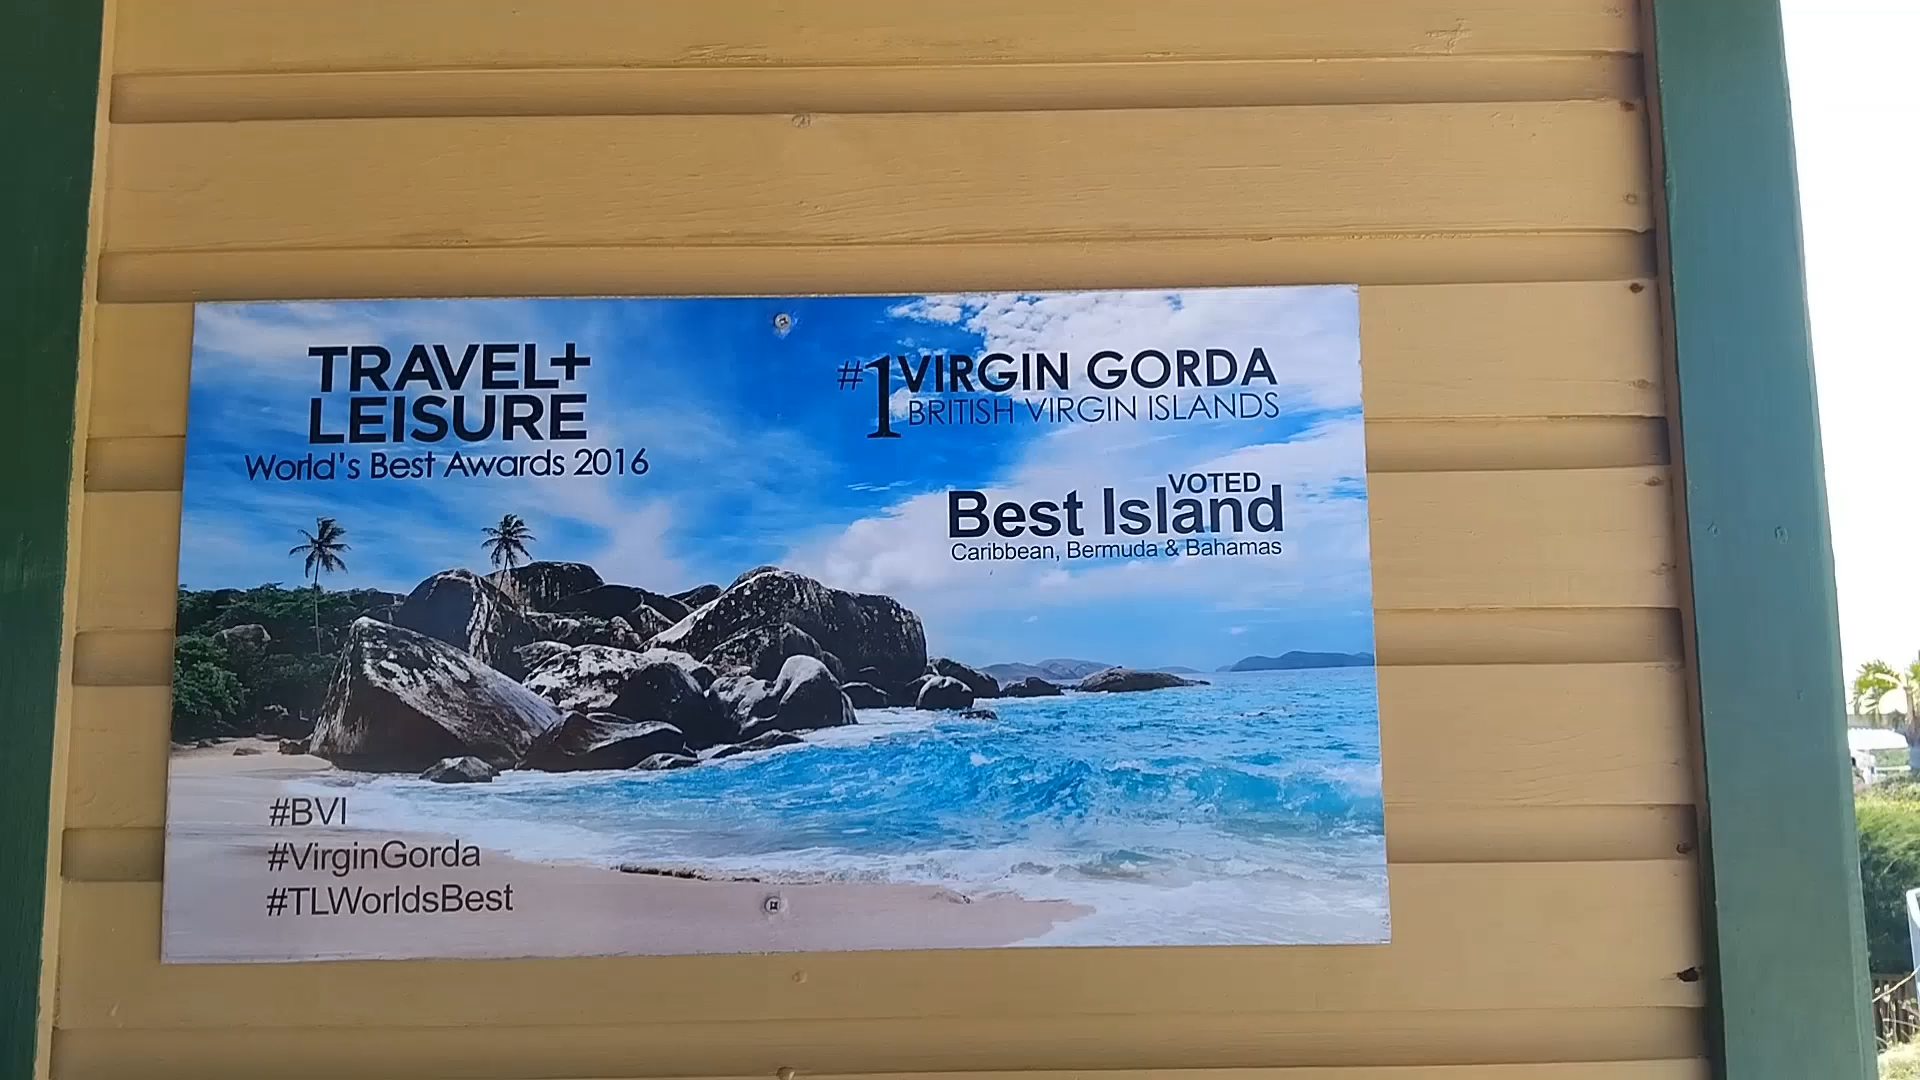 TRAVEL+
LEISURE
World's Best Awards 2016
#1 VIRGIN GORDA
BRITISH VIRGIN ISLANDS
VOTED
Best Island
Caribbean, Bermuda & Bahamas
#BVI
#VirginGorda
#TLWorldsBest